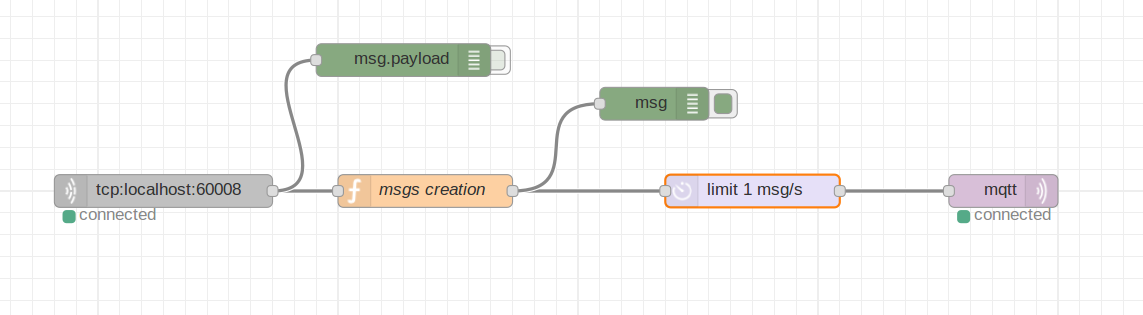 msg.payload
msg
tcp:localhost:60008
msgs creation
limit 1 msg/s
mqtt
connected
connected